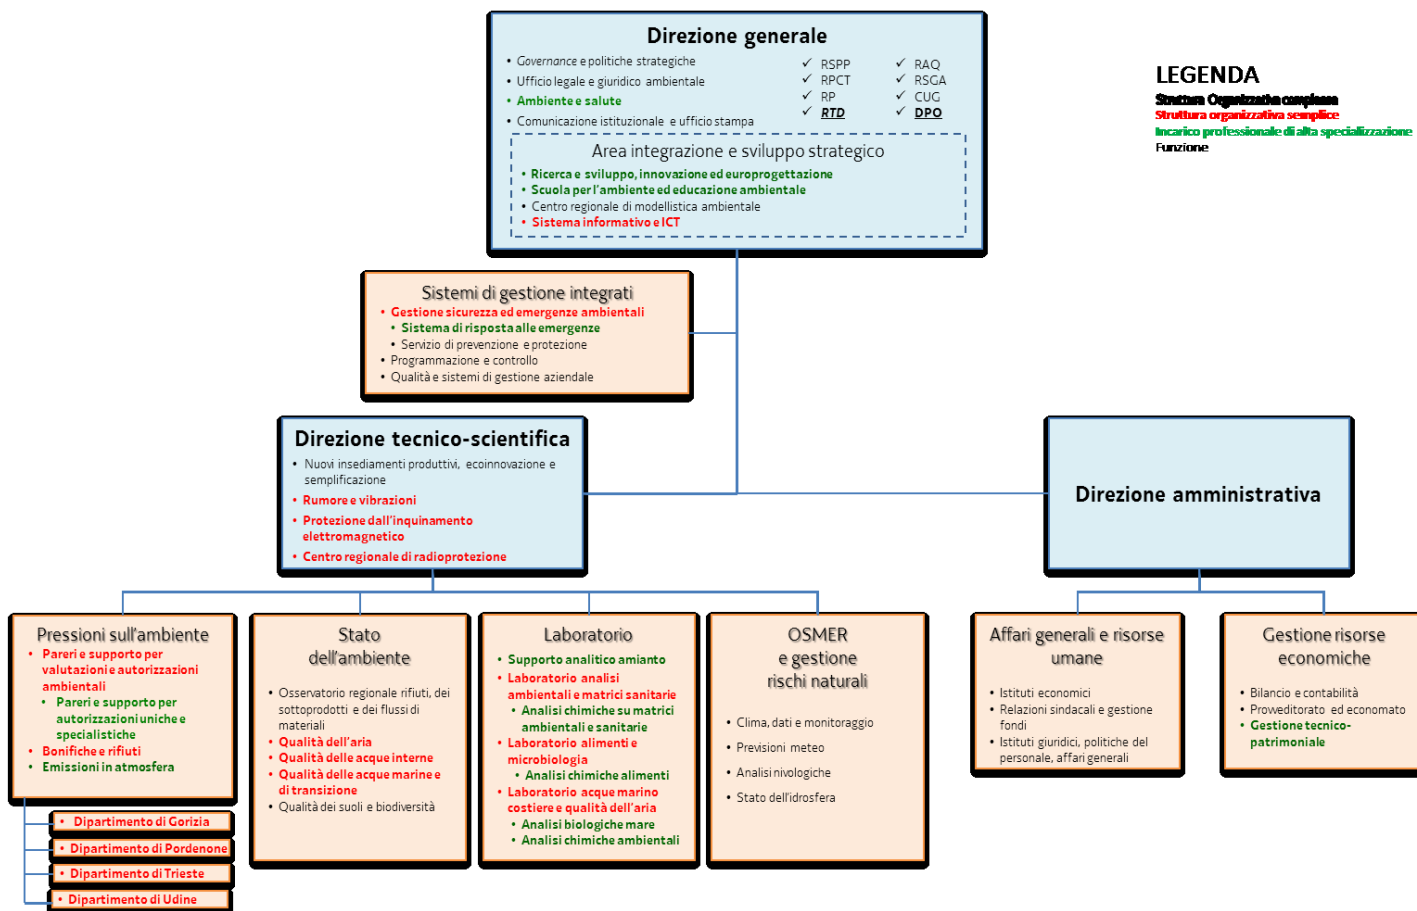 Direzione generale
• Governance e politiche strategiche
• Ufficio legale e giuridico ambientale
• Ambiente e salute
• Comunicazione istituzionale e ufficio stampa
✓ RSPP
✓ RPCT
✓ RP
✓ RTD
✓ RAQ
✓ RSGA
✓ CUG
✓ DPO
Area integrazione e sviluppo strategico
• Ricerca e sviluppo, innovazione ed europrogettazione
• Scuola per l'ambiente ed educazione ambientale
• Centro regionale di modellistica ambientale
• Sistema informativo e ICT
LEGENDA
Struttura Organizzativa complessa
Struttura organizzativa semplice
Incarico professionale di alta specializzazione
Funzione
Sistemi di gestione integrati
• Gestione sicurezza ed emergenze ambientali
• Sistema di risposta alle emergenze
• Servizio di prevenzione e protezione
• Programmazione e controllo
• Qualità e sistemi di gestione aziendale
Direzione tecnico-scientifica
• Nuovi insediamenti produttivi, ecoinnovazione e
semplificazione
• Rumore e vibrazioni
• Protezione dall'inquinamento
elettromagnetico
• Centro regionale di radioprotezione
Direzione amministrativa
Pressioni sull'ambiente
• Pareri e supporto per
valutazioni e autorizzazioni
ambientali
• Pareri e supporto per
autorizzazioni uniche e
specialistiche
• Bonifiche e rifiuti
• Emissioni in atmosfera
• Dipartimento di Gorizia
• Dipartimento di Pordenone
• Dipartimento di Trieste
• Dipartimento di Udine
Stato
dell'ambiente
• Osservatorio regionale rifiuti, dei
sottoprodotti e dei flussi di
materiali
• Qualità dell'aria
• Qualità delle acque interne
• Qualità delle acque marine e
di transizione
• Qualità dei suoli e biodiversità
Laboratorio
• Supporto analitico amianto
• Laboratorio analisi
ambientali e matrici sanitarie
• Analisi chimiche su matrici
ambientali e sanitarie
• Laboratorio alimenti e
microbiologia
• Analisi chimiche alimenti
• Laboratorio acque marino
costiere e qualità dell'aria
• Analisi biologiche mare
• Analisi chimiche ambientali
OSMER
e gestione
rischi naturali
• Clima, dati e monitoraggio
• Previsioni meteo
• Analisi nivologiche
• Stato dell'idrosfera
Affari generali e risorse
umane
• Istituti economici
• Relazioni sindacali e gestione
fondi
• Istituti giuridici, politiche del
personale, affari generali
Gestione risorse
economiche
• Bilancio e contabilità
• Provveditorato ed economato
• Gestione tecnico-
patrimoniale